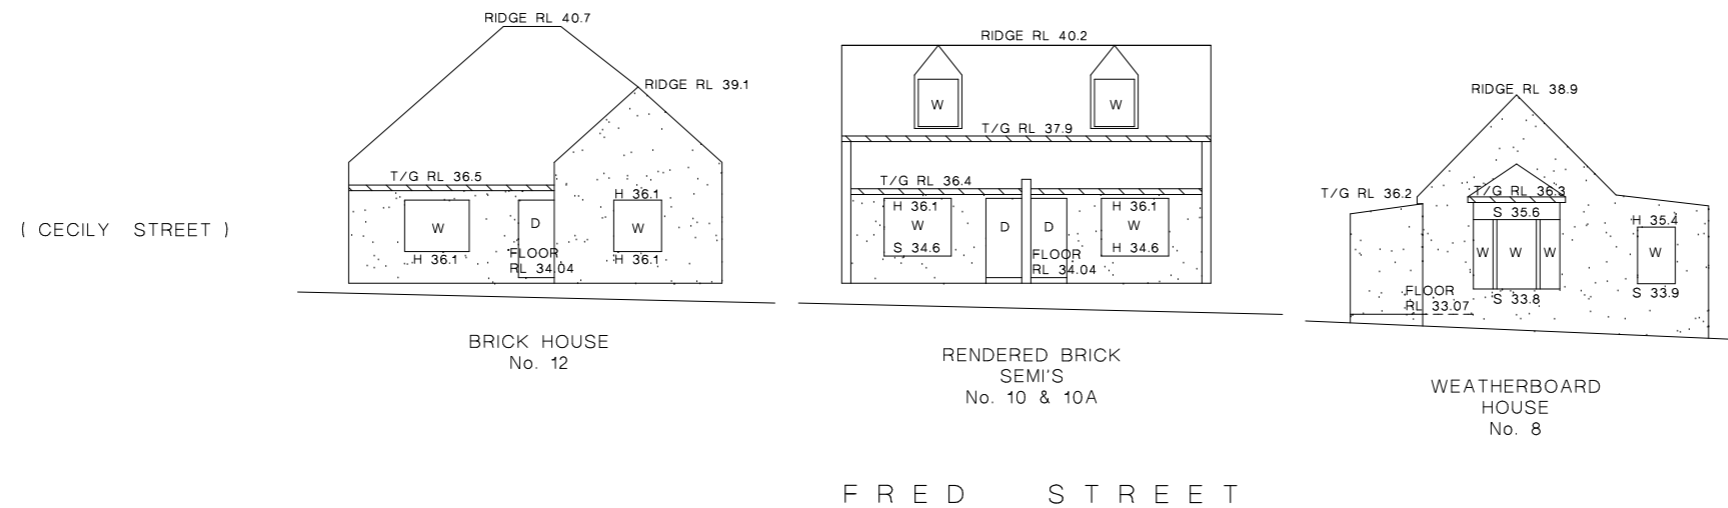 ( CECILY STREET )
RIDGE RL 40.7
RIDGE RL 39.1
T/G RL 36.5
H 36.1
W
D
W
H 36.1
FLOOR
RL 34.04
H 36.1
BRICK HOUSE
No. 12
RIDGE RL 40.2
W
W
T/G RL 37.9
T/G RL 36.4
H 36.1
H 36.1
W
D
D
W
S 34.6
H 34.6
FLOOR
RL 34.04
RENDERED BRICK
SEMI'S
No. 10 & 10A
RIDGE RL 38.9
T/G RL 36.2
T/G RL 36.3
S 35.6
H 35.4
W
W
W
W
FLOOR
RL 33.07
S 33.8
S 33.9
WEATHERBOARD
HOUSE
No. 8
FRED STREET